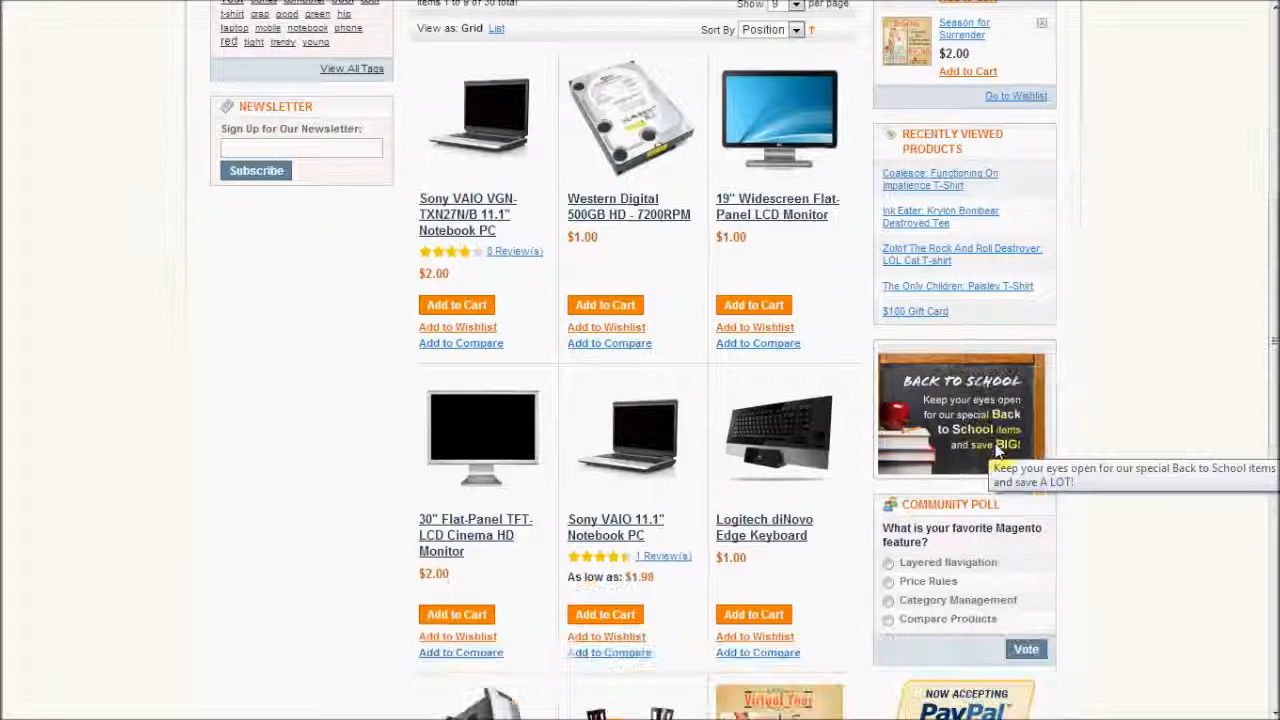 t-shirt crap good green hip
laptop mobile notebook phone
red tight trendy young
View All Tags
NEWSLETTER
Sign Up for Our Newsletter:
Subscribe
Items 1 to 9 of 30 total
Show 9 per page
View as: Grid List
Sort By Position
Sony VAIO VGN-
TXN27N/B 11.1"
Notebook PC
6 Review(s)
$2.00
Add to Cart
Add to Wishlist
Add to Compare
Western Digital
500GB HD - 7200RPM
$1.00
Add to Cart
Add to Wishlist
Add to Compare
19" Widescreen Flat-
Panel LCD Monitor
$1.00
Add to Cart
Add to Wishlist
Add to Compare
30" Flat-Panel TFT-
LCD Cinema HD
Monitor
$2.00
Add to Cart
Add to Wishlist
Add to Compare
Sony VAIO 11.1"
Notebook PC
1 Review(s)
As low as: $1.98
Add to Cart
Add to Wishlist
Add to Compare
Logitech diNovo
Edge Keyboard
$1.00
Add to Cart
Add to Wishlist
Add to Compare
Virtual Tour
Add to Cart
Season for
Surrender
$2.00
Add to Cart
Go to Wishlist
RECENTLY VIEWED
PRODUCTS
Coalesce: Functioning On
Impatience T-Shirt
Ink Eater: Krylon Bombear
Destroyed Tee
Zolof The Rock And Roll Destroyer:
LOL Cat T-shirt
The Only Children: Paisley T-Shirt
$100 Gift Card
BACK TO SCHOOL
Keep your eyes open
for our special Back
to School items
and save BIG!
Keep your eyes open for our special Back to School items
and save A LOT!
COMMUNITY POLL
What is your favorite Magento
feature?
Layered Navigation
Price Rules
Category Management
Compare Products
Vote
NOW ACCEPTING
PayPal